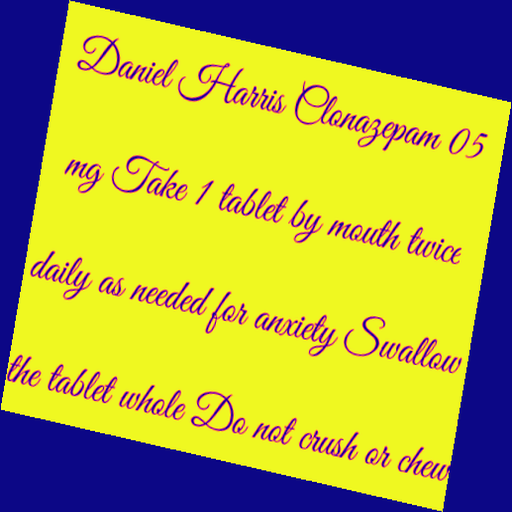 Daniel Harris Clonazepam 05
mg Take 1 tablet by mouth twice
daily as needed for anxiety Swallow
the tablet whole Do not crush or chew